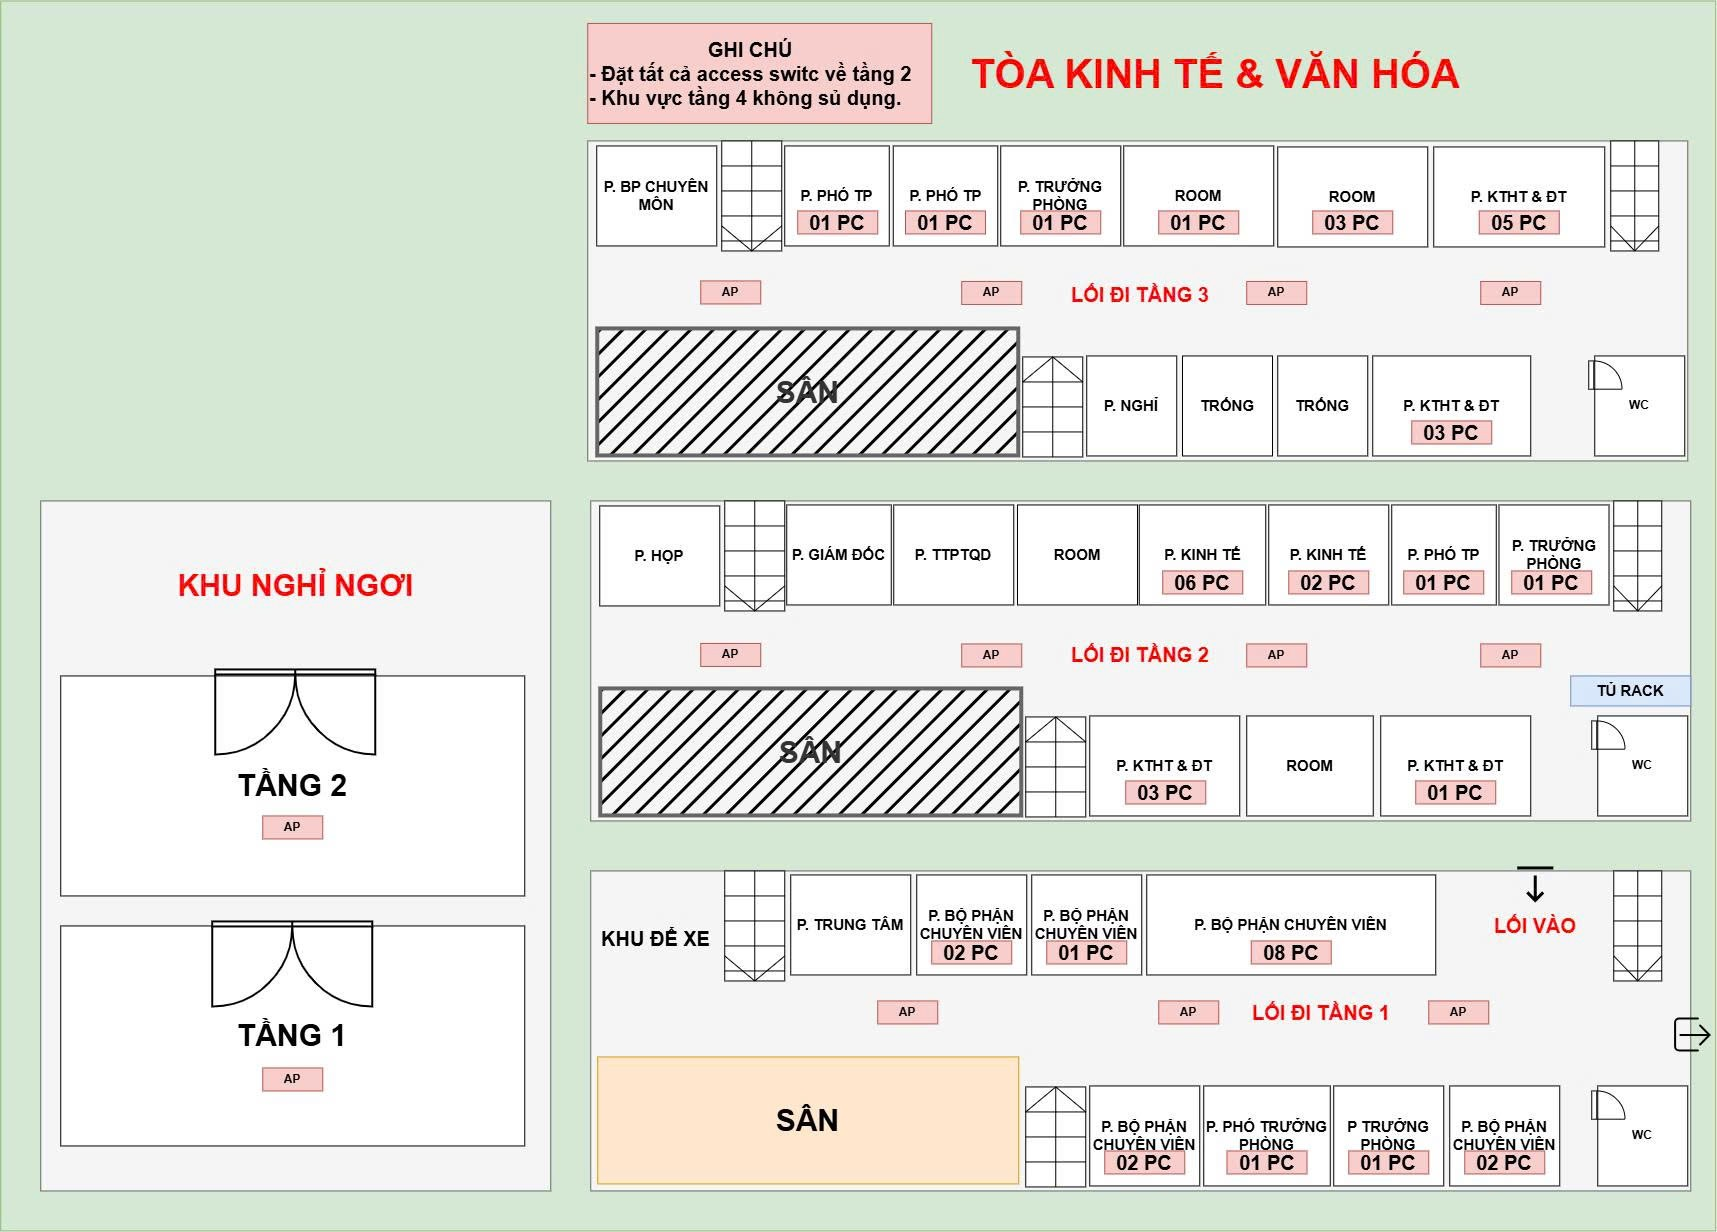 GHI CHÚ
- Đặt tất cả access switc về tầng 2
- Khu vực tầng 4 không sủ dụng.
TÒA KINH TẾ & VĂN HÓA
P. BP CHUYÊN
MÔN
P. PHÓ TP
01 PC
P. PHÓ TP
01 PC
P. TRƯỞNG
PHÒNG
01 PC
ROOM
01 PC
ROOM
03 PC
P. KTHT & ĐT
05 PC
AP
AP
LỐI ĐI TẦNG 3
AP
AP
SÂN
P. NGHỈ
TRỐNG
TRỐNG
P. KTHT & ĐT
03 PC
WC
KHU NGHỈ NGƠI
TẦNG 2
AP
TẦNG 1
AP
P. HỌP
P. GIÁM ĐỐC
P. TTPTQD
ROOM
P. KINH TẾ
06 PC
P. KINH TẾ
02 PC
P. PHÓ TP
01 PC
P. TRƯỞNG
PHÒNG
01 PC
AP
AP
LỐI ĐI TẦNG 2
AP
AP
TỦ RACK
SÂN
P. KTHT & ĐT
03 PC
ROOM
P. KTHT & ĐT
01 PC
WC
KHU ĐỂ XE
P. TRUNG TÂM
P. BỘ PHẬN
CHUYÊN VIÊN
02 PC
P. BỘ PHẬN
CHUYÊN VIÊN
01 PC
P. BỘ PHẬN CHUYÊN VIÊN
08 PC
LỐI VÀO
AP
AP
LỐI ĐI TẦNG 1
AP
SÂN
P. BỘ PHẬN
CHUYÊN VIÊN
02 PC
P. PHÓ TRƯỞNG
PHÒNG
01 PC
P TRƯỞNG
PHÒNG
01 PC
P. BỘ PHẬN
CHUYÊN VIÊN
02 PC
WC